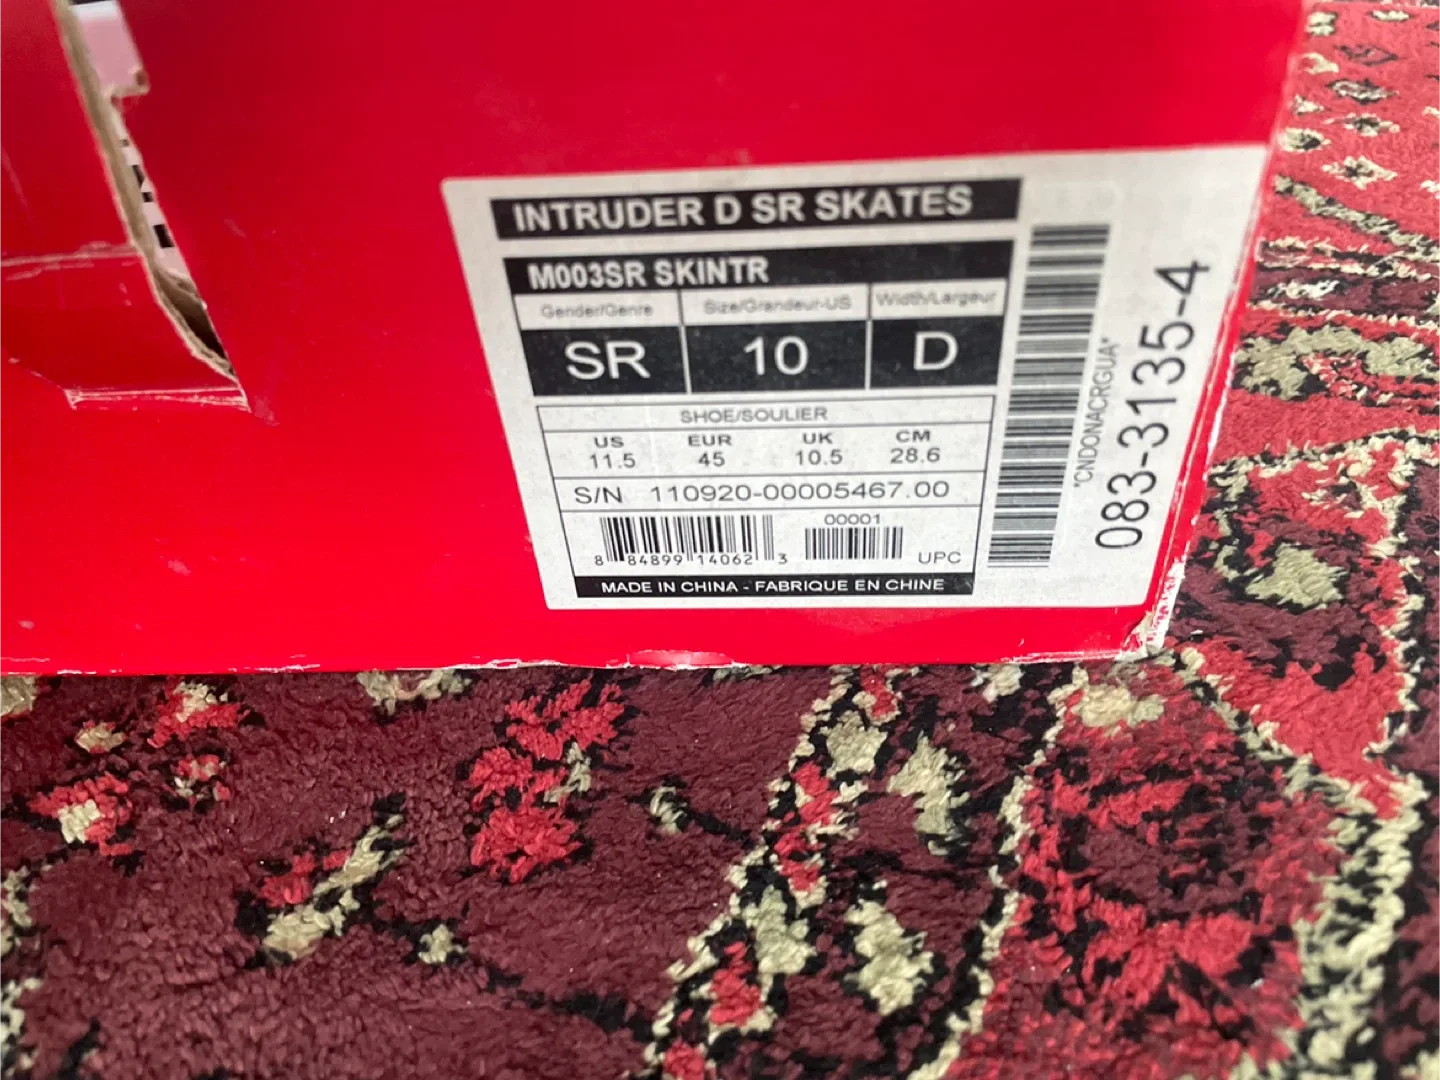 INTRUDER D SR SKATES
M003SR SKINTR
Gender/Genre Size/Grandeur-US Width/Largeur
SR 10 D
SHOE/SOULIER
US EUR UK CM
11.5 45 10.5 28.6
S/N 110920-00005467.00
00001
8 84899 14062 3 UPC
MADE IN CHINA - FABRIQUE EN CHINE
*CNDONACRGUA*
083-3135-4